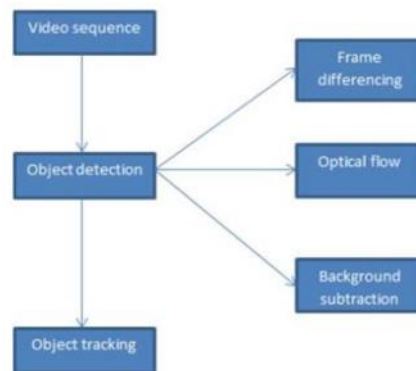 Video sequence
Frame
differencing
Object detection
Optical flow
Background
subtraction
Object tracking